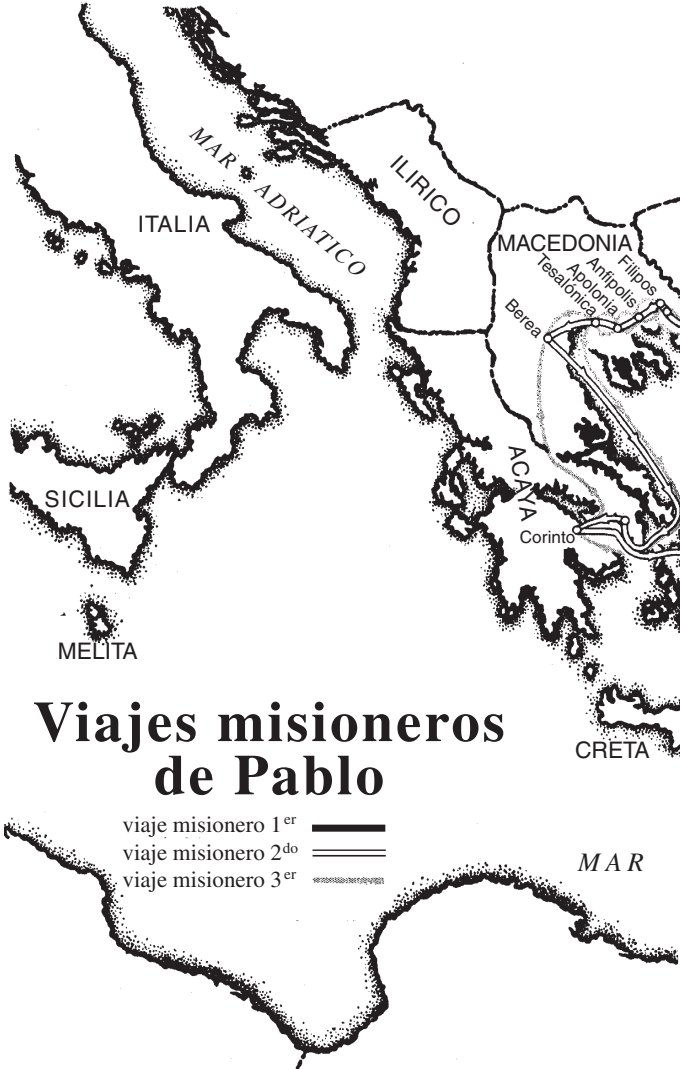 MAR ADRIATICO
ILIRICO
ITALIA
MACEDONIA
Filipos
Anfipolis
Apolonia
Tesalónica
Berea
ACAYA
SICILIA
Corinto
MELITA
Viajes misioneros
de Pablo
CRETA
viaje misionero 1er
viaje misionero 2do
viaje misionero 3er
MAR